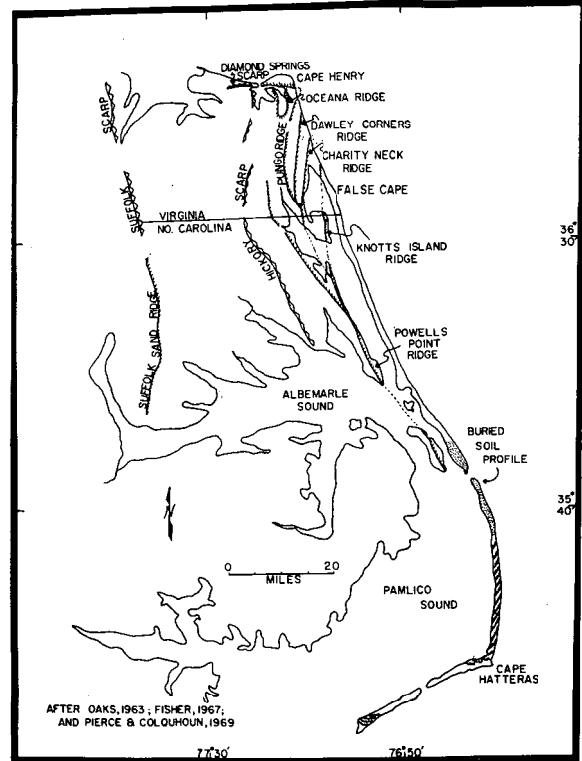 DIAMOND SPRINGS
SCARP
CAPE HENRY
OCEANA RIDGE
DAWLEY CORNERS
RIDGE
CHARITY NECK
RIDGE
FALSE CAPE
SCARP
SUFFOLK
PUNGO RIDGE
SCARP
HICKORY
VIRGINIA
NO. CAROLINA
36
30
KNOTTS ISLAND
RIDGE
SUFFOLK SAND RIDGE
POWELLS
POINT
RIDGE
ALBEMARLE
SOUND
BURIED
SOIL
PROFILE
N
35
40
0 20
MILES
PAMLICO
SOUND
CAPE
HATTERAS
AFTER OAKS, 1963; FISHER, 1967;
AND PIERCE & COLQUHOUN, 1969
77°30' 76°50'